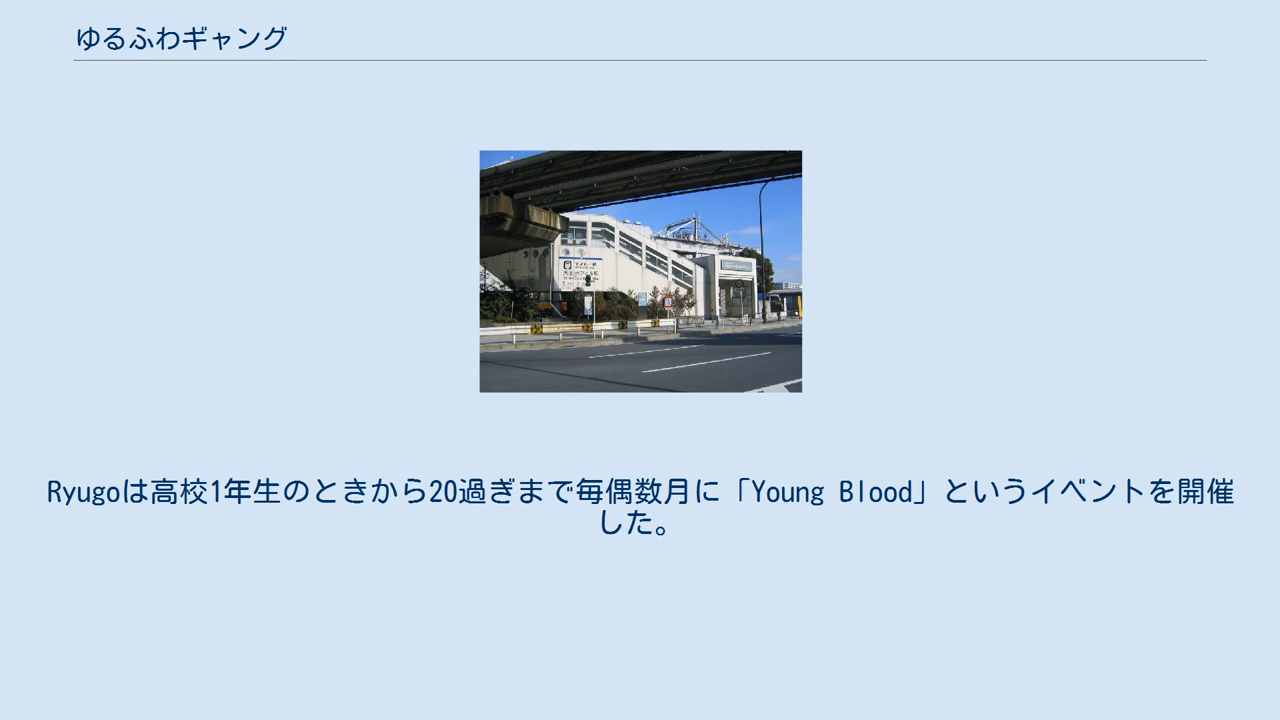 ゆるふわギャング
Ryugoは高校1年生のときから20過ぎまで毎偶数月に「Young Blood」というイベントを開催
した。